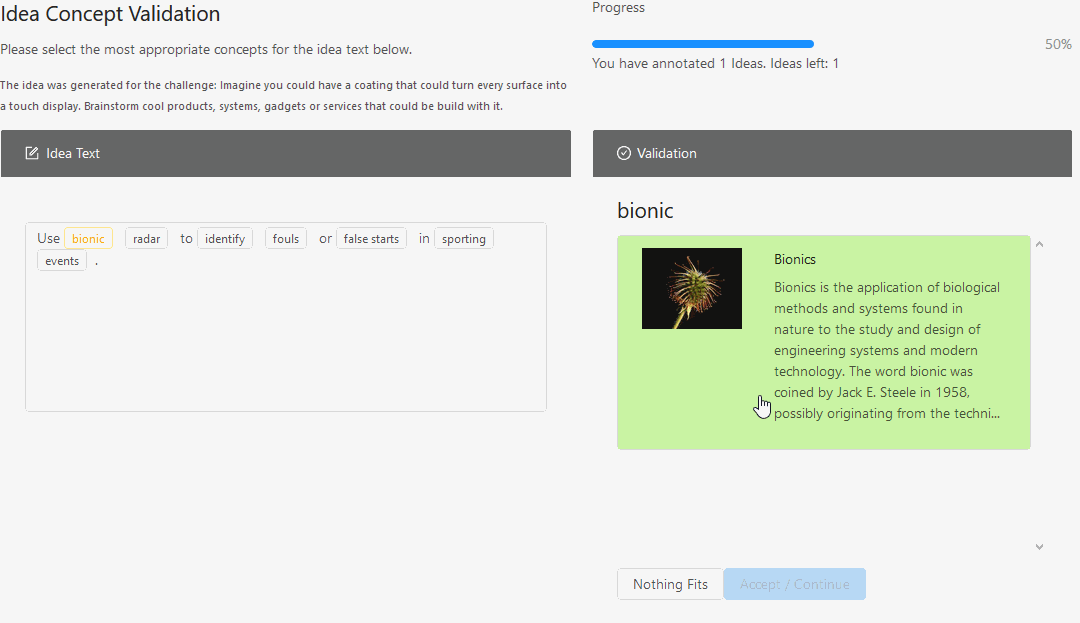 Idea Concept Validation
Please select the most appropriate concepts for the idea text below.
The idea was generated for the challenge: Imagine you could have a coating that could turn every surface into
a touch display. Brainstorm cool products, systems, gadgets or services that could be build with it.
Progress
50%
You have annotated 1 Ideas. Ideas left: 1
Idea Text
Use bionic radar to identify fouls or false starts in sporting
events .
Validation
bionic
Bionics
Bionics is the application of biological
methods and systems found in
nature to the study and design of
engineering systems and modern
technology. The word bionic was
coined by Jack E. Steele in 1958,
possibly originating from the techni...
Nothing Fits
Accept / Continue